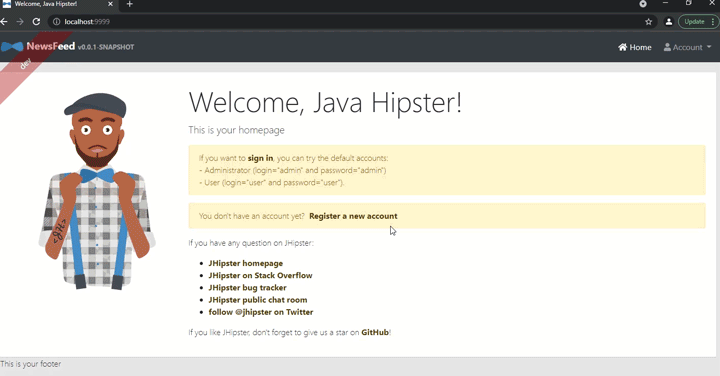 Welcome, Java Hipster!
localhost:9999
Update
NewsFeed v0.0.1-SNAPSHOT
Home
Account
dev
Welcome, Java Hipster!
This is your homepage
If you want to sign in, you can try the default accounts:
- Administrator (login="admin" and password="admin")
- User (login="user" and password="user").
You don't have an account yet? Register a new account
If you have any question on JHipster:
JHipster homepage
JHipster on Stack Overflow
JHipster bug tracker
JHipster public chat room
follow @jhipster on Twitter
If you like JHipster, don't forget to give us a star on GitHub!
<JH>
This is your footer